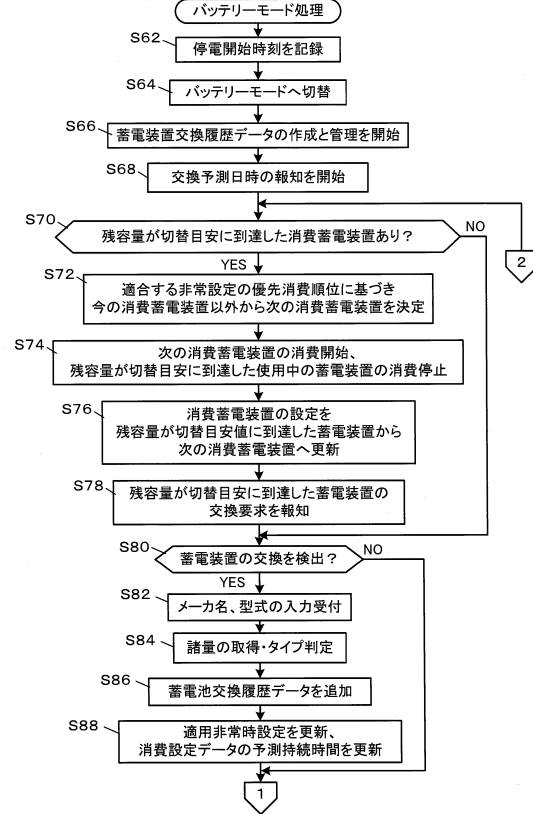 バッテリーモード処理
S62
停電開始時刻を記録
S64
バッテリーモードへ切替
S66
蓄電装置交換履歴データの作成と管理を開始
S68
交換予測日時の報知を開始
S70
残容量が切替目安に到達した消費蓄電装置あり？
NO
2
YES
S72
適合する非常設定の優先消費順位に基づき
今の消費蓄電装置以外から次の消費蓄電装置を決定
S74
次の消費蓄電装置の消費開始、
残容量が切替目安に到達した使用中の蓄電装置の消費停止
S76
消費蓄電装置の設定を
残容量が切替目安値に到達した蓄電装置から
次の消費蓄電装置へ更新
S78
残容量が切替目安に到達した蓄電装置の
交換要求を報知
S80
蓄電装置の交換を検出？
NO
YES
S82
メーカ名、型式の入力受付
S84
諸量の取得・タイプ判定
S86
蓄電池交換履歴データを追加
S88
適用非常時設定を更新、
消費設定データの予測持続時間を更新
1